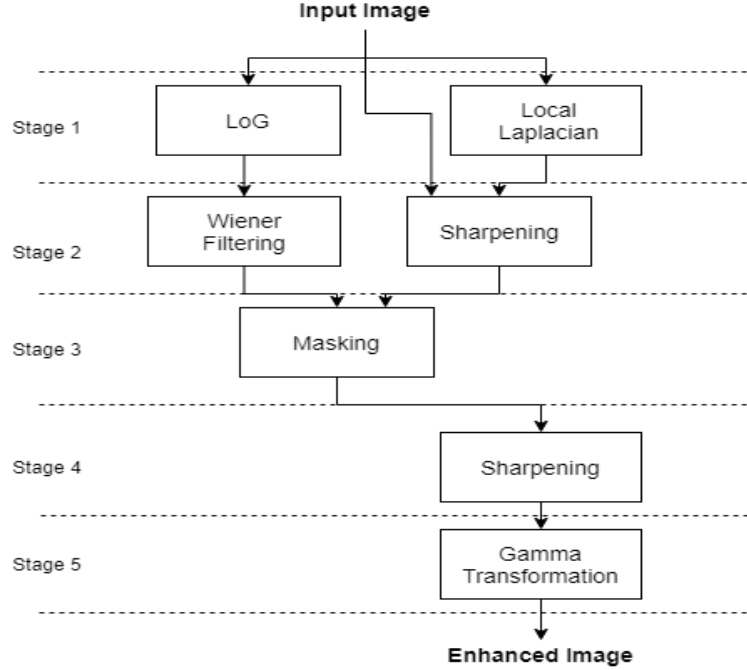 Input Image
Stage 1
LoG
Local
Laplacian
Stage 2
Wiener
Filtering
Sharpening
Stage 3
Masking
Stage 4
Sharpening
Stage 5
Gamma
Transformation
Enhanced Image